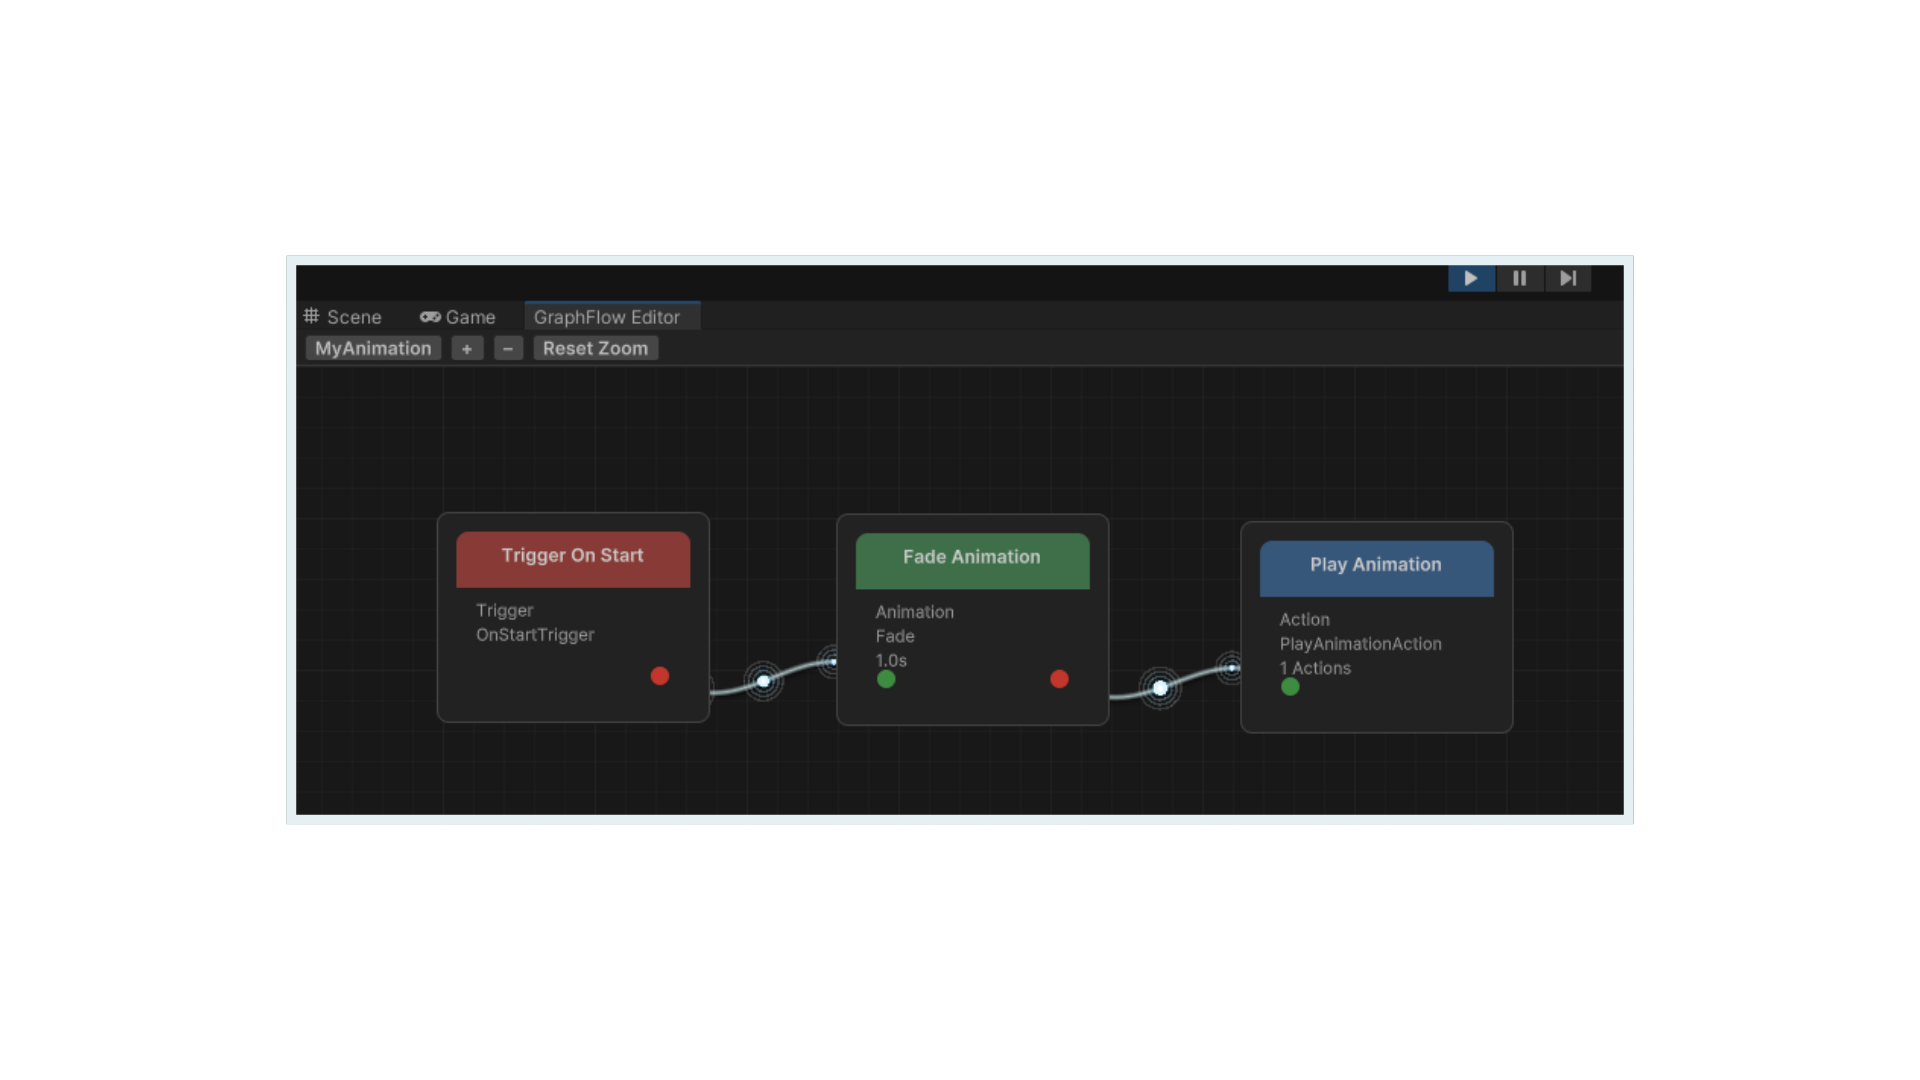 Scene Game GraphFlow Editor
MyAnimation + - Reset Zoom
Trigger On Start
Trigger
OnStartTrigger
Fade Animation
Animation
Fade
1.0s
Play Animation
Action
PlayAnimationAction
1 Actions